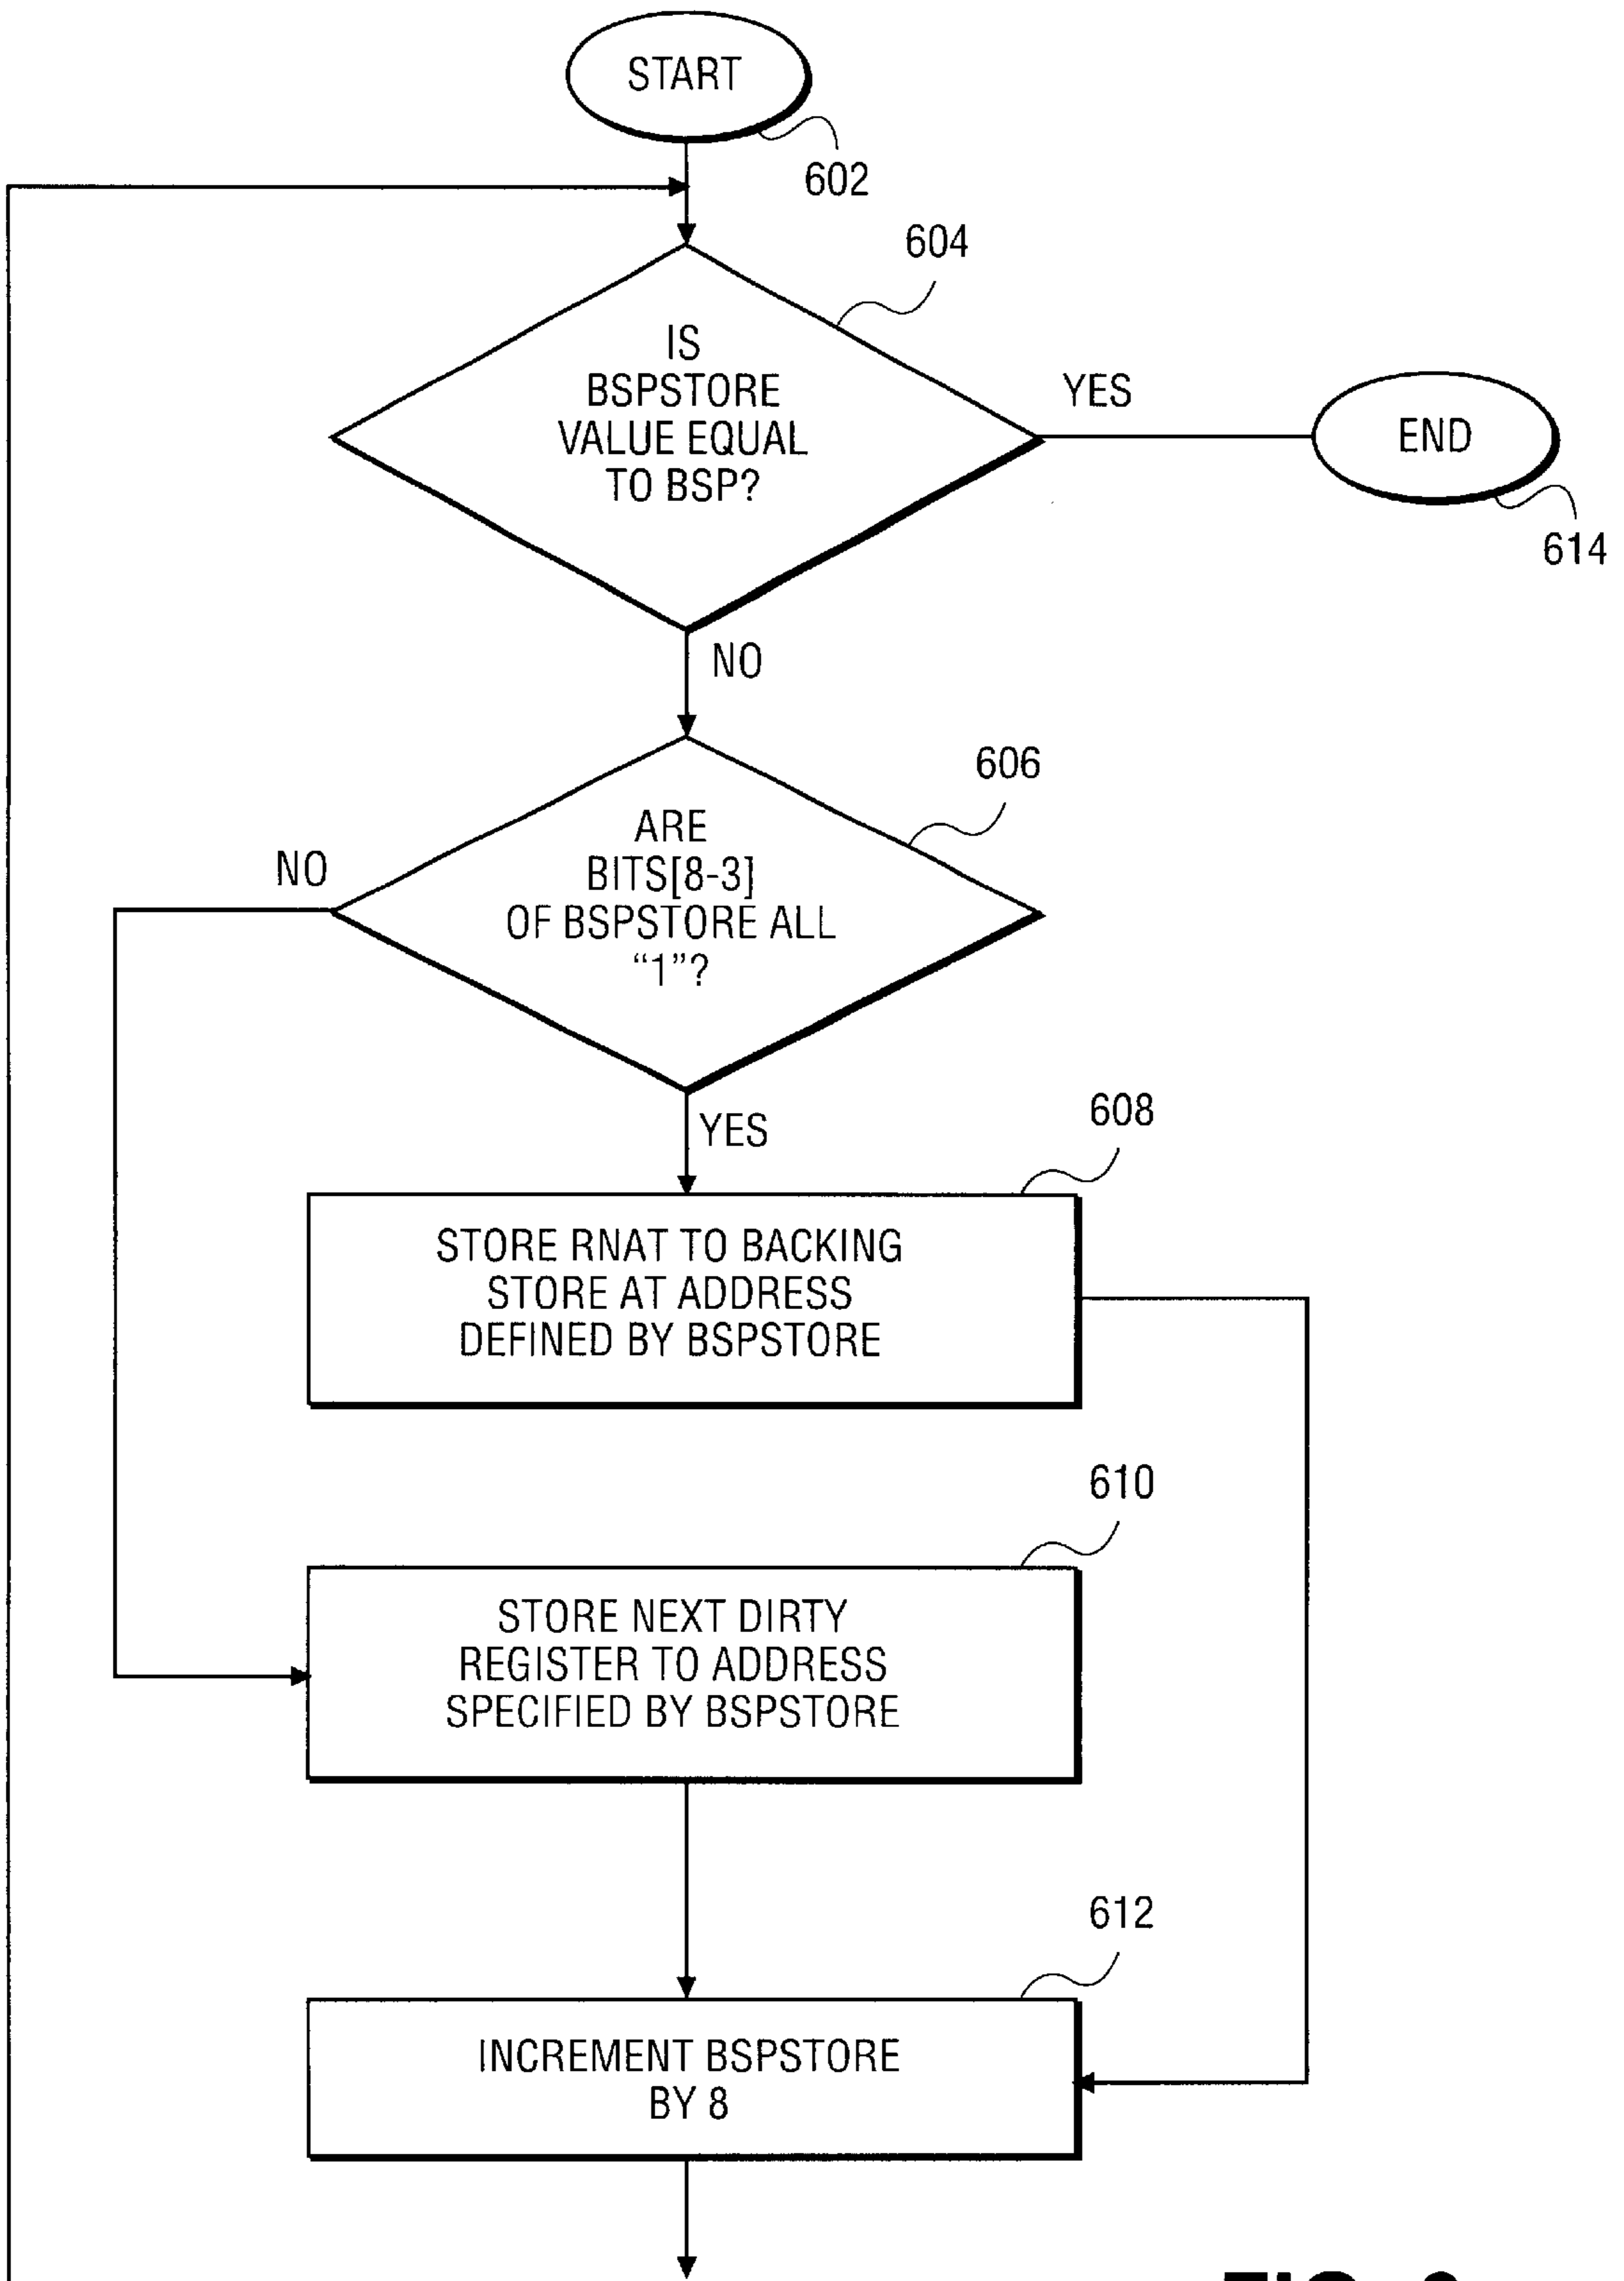 START
602
604
IS
BSPSTORE
VALUE EQUAL
TO BSP?
YES
END
614
NO
606
ARE
BITS[8-3]
OF BSPSTORE ALL
“1”?
NO
YES
608
STORE RNAT TO BACKING
STORE AT ADDRESS
DEFINED BY BSPSTORE
610
STORE NEXT DIRTY
REGISTER TO ADDRESS
SPECIFIED BY BSPSTORE
612
INCREMENT BSPSTORE
BY 8